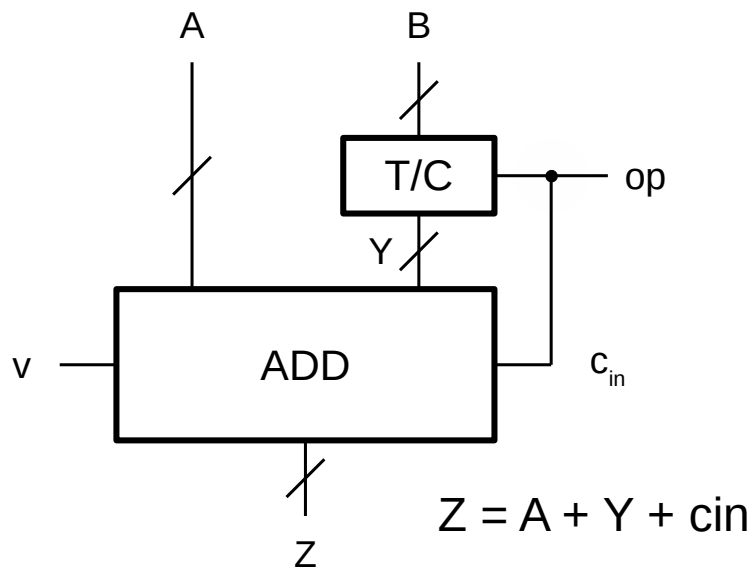 A
B
T/C
op
Y
v
ADD
c_in
Z = A + Y + cin
Z